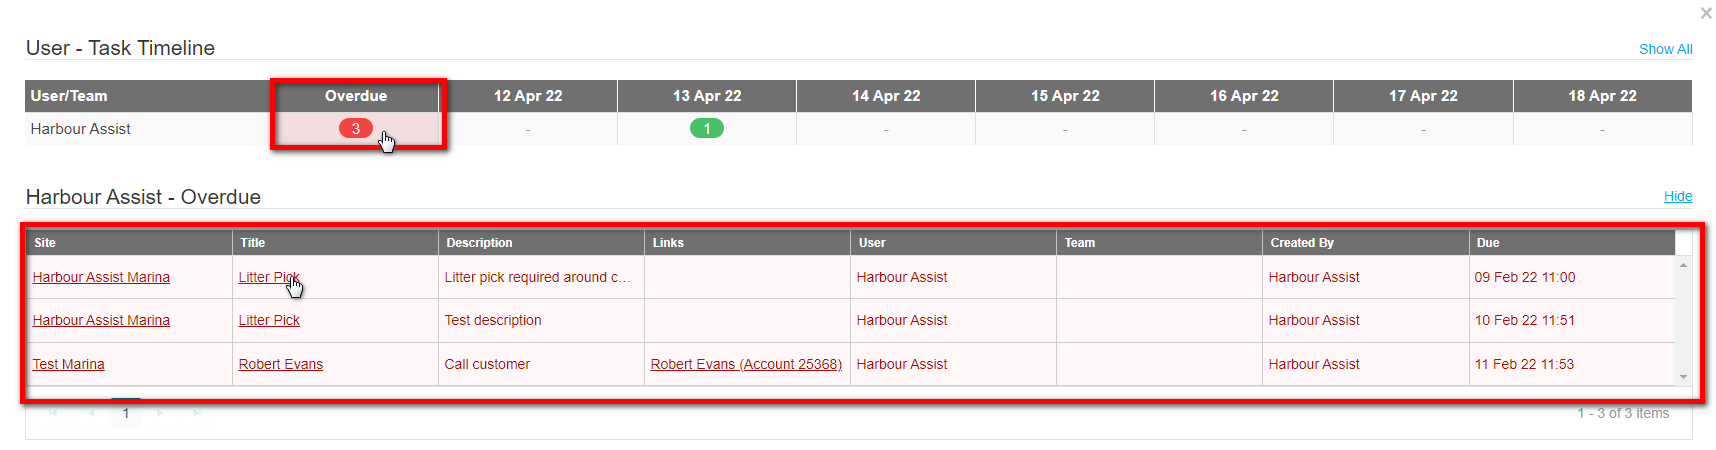 ×
User - Task Timeline Show All
User/Team Overdue 12 Apr 22 13 Apr 22 14 Apr 22 15 Apr 22 16 Apr 22 17 Apr 22 18 Apr 22
Harbour Assist 3 - 1 - - - - -
Harbour Assist - Overdue Hide
Site Title Description Links User Team Created By Due
Harbour Assist Marina Litter Pick Litter pick required around c... Harbour Assist Harbour Assist 09 Feb 22 11:00
Harbour Assist Marina Litter Pick Test description Harbour Assist Harbour Assist 10 Feb 22 11:51
Test Marina Robert Evans Call customer Robert Evans (Account 25368) Harbour Assist Harbour Assist 11 Feb 22 11:53
1 1 - 3 of 3 items